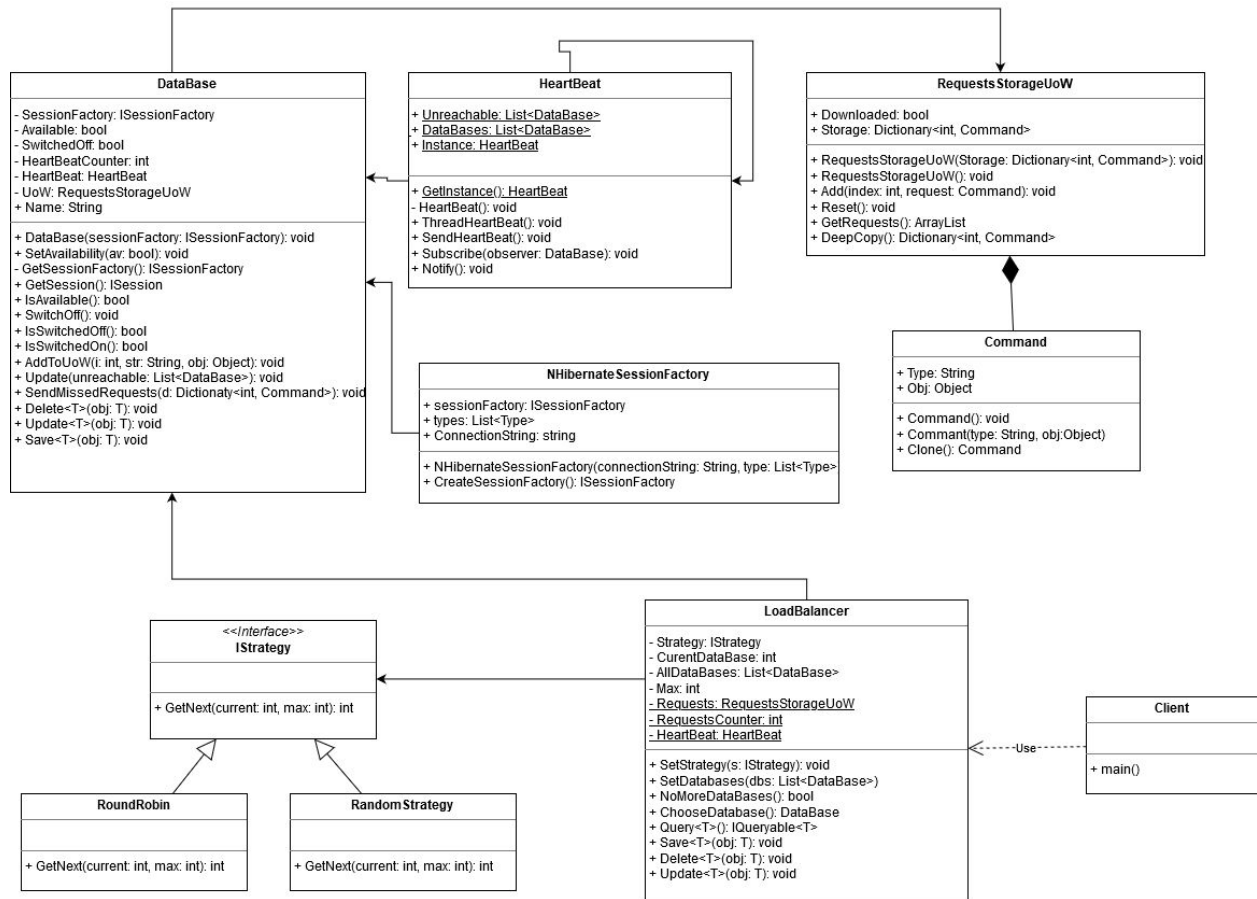 DataBase
- SessionFactory: ISessionFactory
- Available: bool
- SwitchedOff: bool
- HeartBeatCounter: int
- HeartBeat: HeartBeat
- UoW: RequestsStorageUoW
+ Name: String
+ DataBase(sessionFactory: ISessionFactory): void
+ SetAvailability(av: bool): void
- GetSessionFactory(): ISessionFactory
+ GetSession(): ISession
+ IsAvailable(): bool
+ SwitchOff(): void
+ IsSwitchedOff(): bool
+ IsSwitchedOn(): bool
+ AddToUoW(i: int, str: String, obj: Object): void
+ Update(unreachable: List<DataBase>): void
+ SendMissedRequests(d: Dictionaty<int, Command>): void
+ Delete<T>(obj: T): void
+ Update<T>(obj: T): void
+ Save<T>(obj: T): void
HeartBeat
+ Unreachable: List<DataBase>
+ DataBases: List<DataBase>
+ Instance: HeartBeat
+ GetInstance(): HeartBeat
- HeartBeat(): void
+ ThreadHeartBeat(): void
+ SendHeartBeat(): void
+ Subscribe(observer: DataBase): void
+ Notify(): void
RequestsStorageUoW
+ Downloaded: bool
+ Storage: Dictionary<int, Command>
+ RequestsStorageUoW(Storage: Dictionary<int, Command>): void
+ RequestsStorageUoW(): void
+ Add(index: int, request: Command): void
+ Reset(): void
+ GetRequests(): ArrayList
+ DeepCopy(): Dictionary<int, Command>
Command
+ Type: String
+ Obj: Object
+ Command(): void
+ Commant(type: String, obj:Object)
+ Clone(): Command
NHibernateSessionFactory
+ sessionFactory: ISessionFactory
+ types: List<Type>
+ ConnectionString: string
+ NHibernateSessionFactory(connectionString: String, type: List<Type>
+ CreateSessionFactory(): ISessionFactory
<<Interface>>
IStrategy
+ GetNext(current: int, max: int): int
RoundRobin
+ GetNext(current: int, max: int): int
RandomStrategy
+ GetNext(current: int, max: int): int
LoadBalancer
- Strategy: IStrategy
- CurentDataBase: int
- AllDataBases: List<DataBase>
- Max: int
- Requests: RequestsStorageUoW
- RequestsCounter: int
- HeartBeat: HeartBeat
+ SetStrategy(s: IStrategy): void
+ SetDatabases(dbs: List<DataBase>)
+ NoMoreDataBases(): bool
+ ChooseDatabase(): DataBase
+ Query<T>(): IQueryable<T>
+ Save<T>(obj: T): void
+ Delete<T>(obj: T): void
+ Update<T>(obj: T): void
Use
Client
+ main()